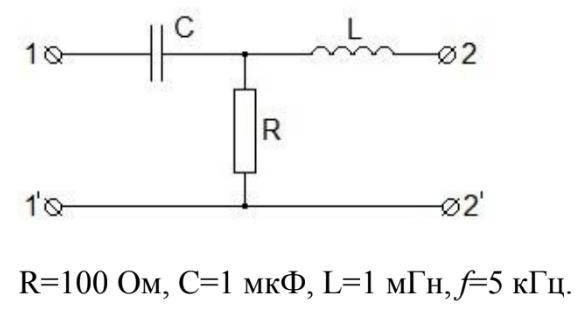 C
L
1
2
R
1'
2'
R=100 Ом, C=1 мкФ, L=1 мГн, f=5 кГц.